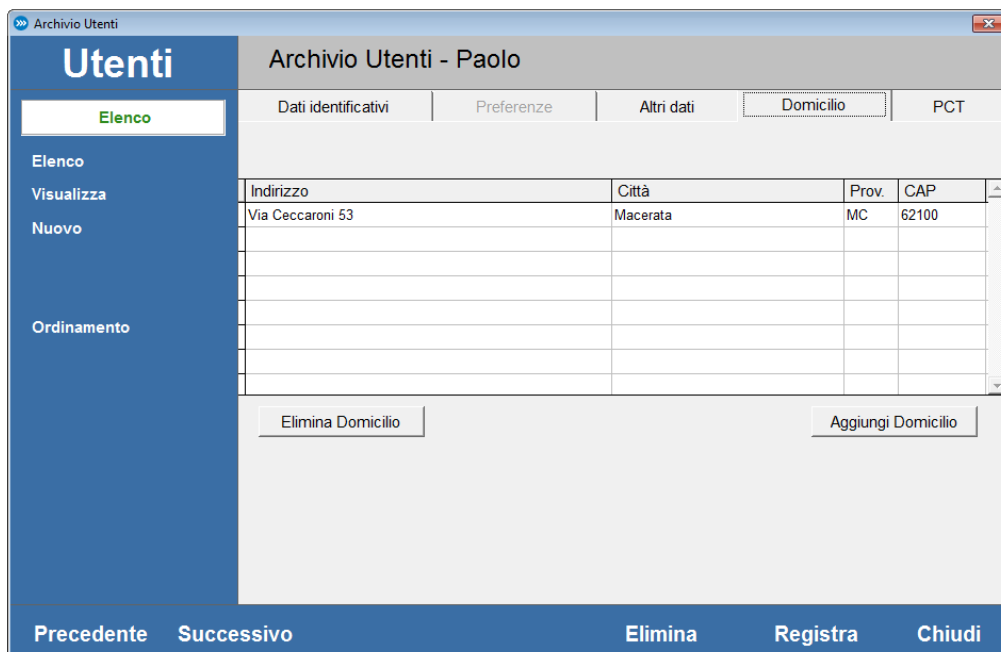 Archivio Utenti
Utenti
Archivio Utenti - Paolo
Dati identificativi Preferenze Altri dati Domicilio PCT
Elenco
Elenco
Visualizza
Nuovo
Ordinamento
Indirizzo Città Prov. CAP
Via Ceccaroni 53 Macerata MC 62100
Elimina Domicilio Aggiungi Domicilio
Precedente Successivo Elimina Registra Chiudi